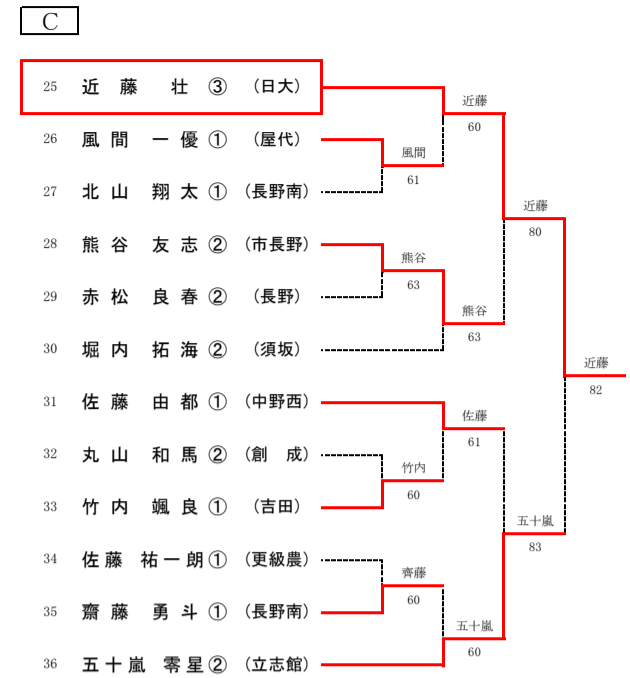 C
25 近藤 壮 ③ (日大)
近藤
60
26 風間 一優 ① (屋代)
風間
61
27 北山 翔太 ① (長野南)
近藤
80
28 熊谷 友志 ② (市長野)
熊谷
63
29 赤松 良春 ② (長野)
熊谷
63
30 堀内 拓海 ② (須坂)
近藤
82
31 佐藤 由都 ① (中野西)
佐藤
61
32 丸山 和馬 ② (創 成)
竹内
60
33 竹内 颯良 ① (吉田)
五十嵐
83
34 佐藤 祐一朗 ① (更級農)
齊藤
60
35 齋藤 勇斗 ① (長野南)
五十嵐
60
36 五十嵐 零星 ② (立志館)